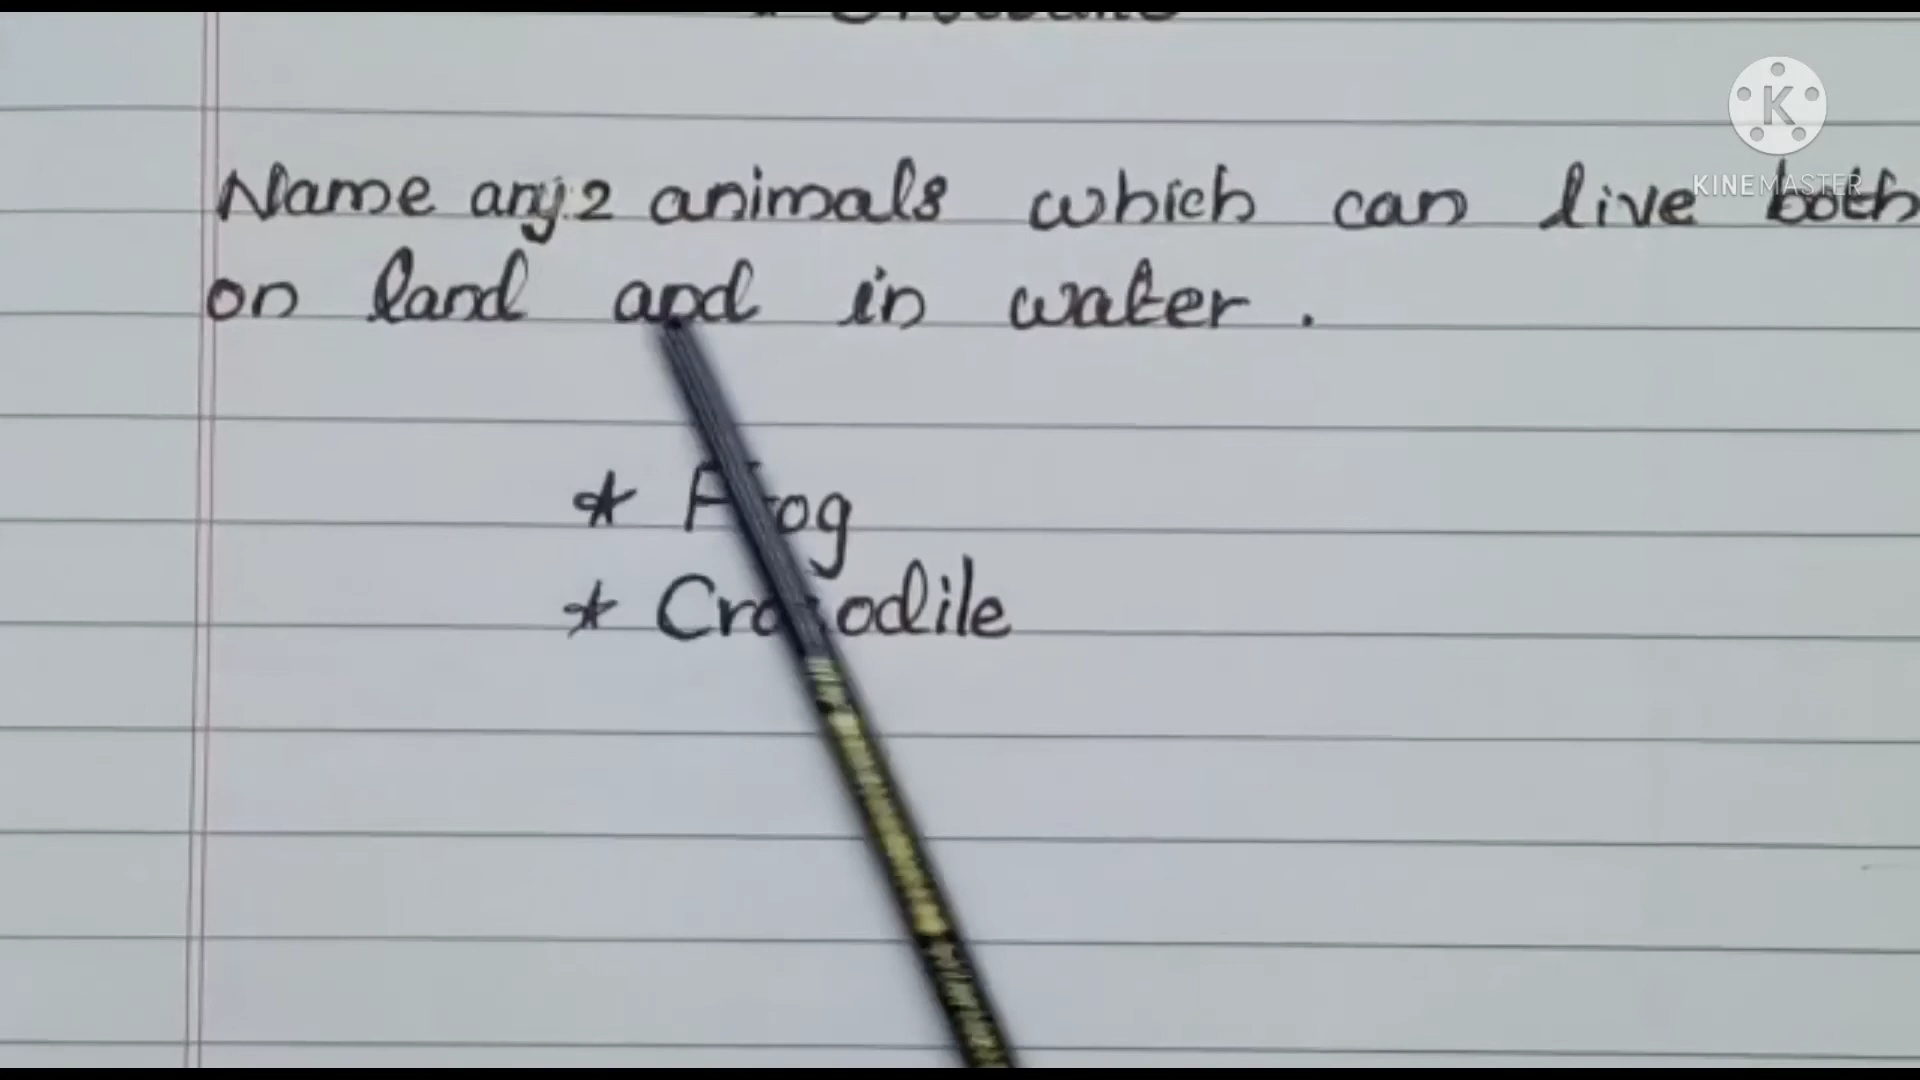 Name any 2 animals which can live both
on land and in water.
* Frog
* Crocodile
K
KINEMASTER